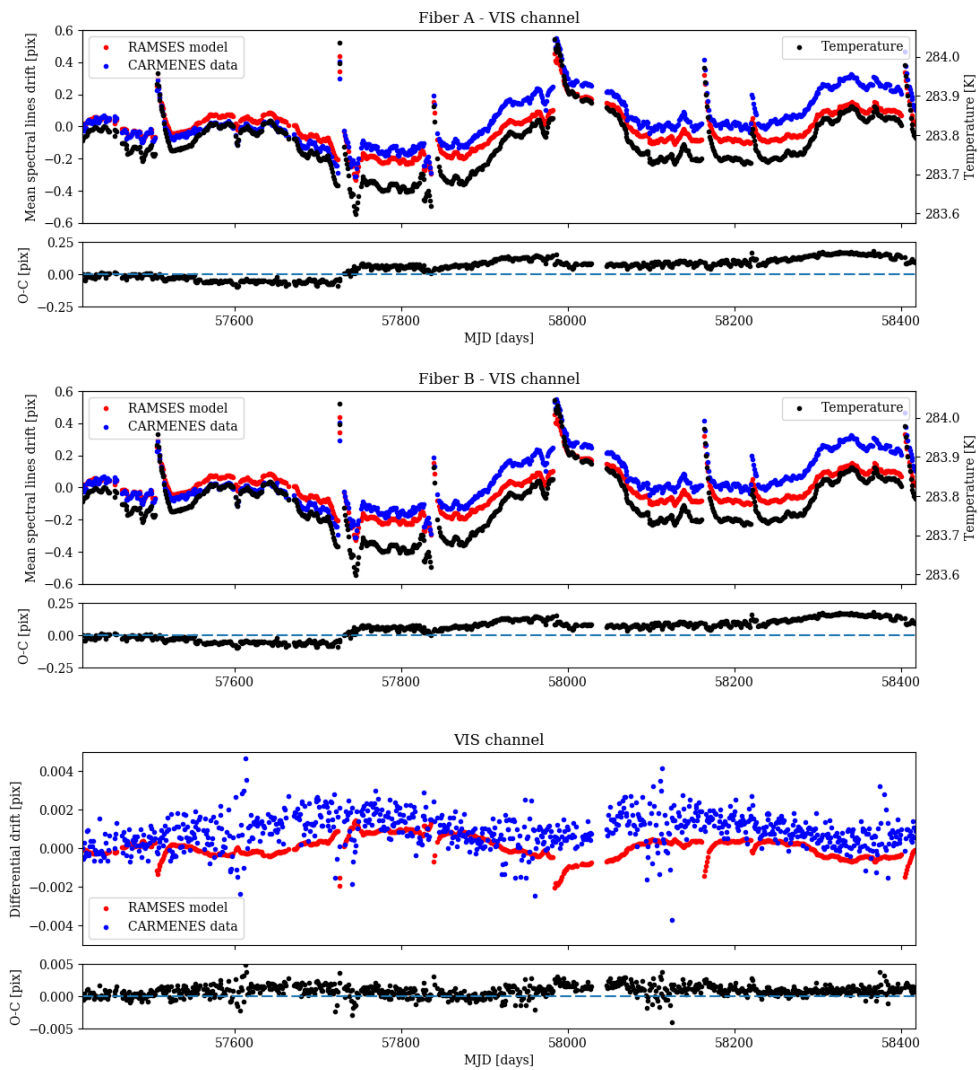 Fiber A - VIS channel
RAMSES model
CARMENES data
Temperature
0.6
0.4
0.2
0.0
−0.2
−0.4
−0.6
Mean spectral lines drift [pix]
284.0
283.9
283.8
283.7
283.6
Temperature [K]
0.25
0.00
−0.25
O-C [pix]
57600 57800 58000 58200 58400
MJD [days]
Fiber B - VIS channel
RAMSES model
CARMENES data
Temperature
0.6
0.4
0.2
0.0
−0.2
−0.4
−0.6
Mean spectral lines drift [pix]
284.0
283.9
283.8
283.7
283.6
Temperature [K]
0.25
0.00
−0.25
O-C [pix]
57600 57800 58000 58200 58400
VIS channel
0.004
0.002
0.000
−0.002
−0.004
Differential drift [pix]
RAMSES model
CARMENES data
0.005
0.000
−0.005
O-C [pix]
57600 57800 58000 58200 58400
MJD [days]